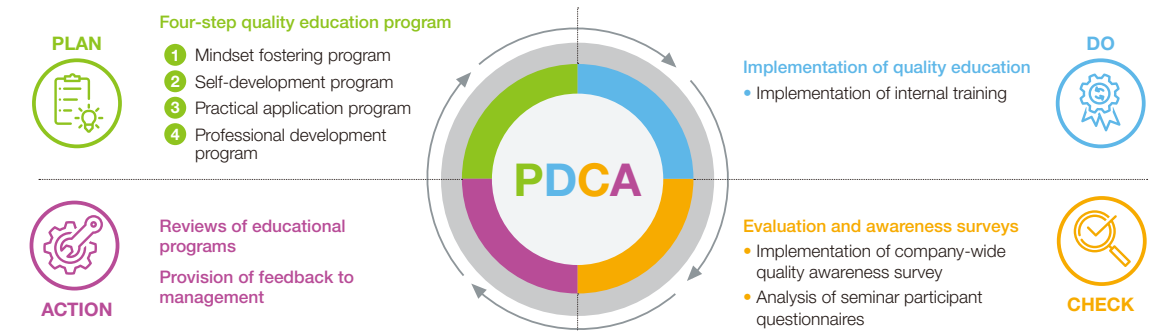 PLAN
Four-step quality education program
1 Mindset fostering program
2 Self-development program
3 Practical application program
4 Professional development
program
DO
Implementation of quality education
• Implementation of internal training
PDCA
ACTION
Reviews of educational
programs
Provision of feedback to
management
Evaluation and awareness surveys
• Implementation of company-wide
quality awareness survey
• Analysis of seminar participant
questionnaires
CHECK